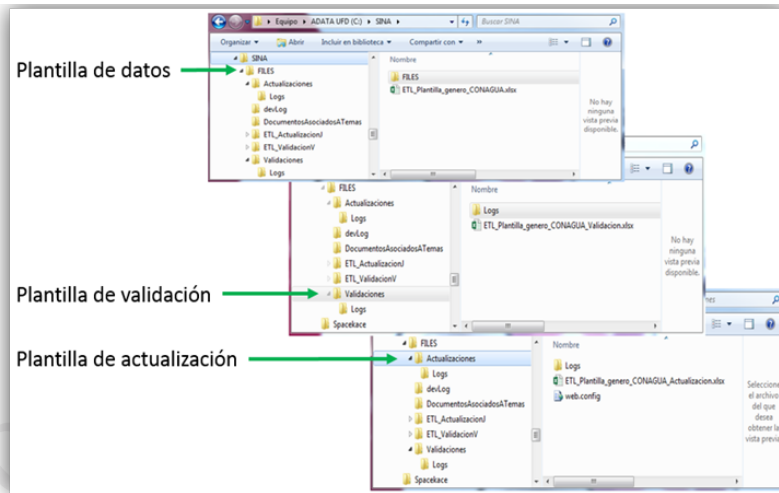 Equipo ▸ ADATA UFD (C:) ▸ SINA ▸
Buscar SINA
Organizar
Abrir
Incluir en biblioteca
Compartir con
»
Plantilla de datos
SINA
FILES
Actualizaciones
Logs
devLog
DocumentosAsociadosATemas
ETL_ActualizacionJ
ETL_ValidacionV
Validaciones
Logs
Nombre
FILES
ETL_Plantilla_genero_CONAGUA.xlsx
No hay
ninguna
vista previa
disponible.
FILES
Actualizaciones
Logs
devLog
DocumentosAsociadosATemas
ETL_ActualizacionJ
ETL_ValidacionV
Plantilla de validación
Validaciones
Logs
Spacekace
Nombre
Logs
ETL_Plantilla_genero_CONAGUA_Validacion.xlsx
No hay
ninguna
vista previa
disponible.
Plantilla de actualización
FILES
Actualizaciones
Logs
devLog
DocumentosAsociadosATemas
ETL_ActualizacionJ
ETL_ValidacionV
Validaciones
Logs
Spacekace
Nombre
Logs
ETL_Plantilla_genero_CONAGUA_Actualizacion.xlsx
web.config
Seleccione
el archivo
del que
desea
obtener la
vista previa